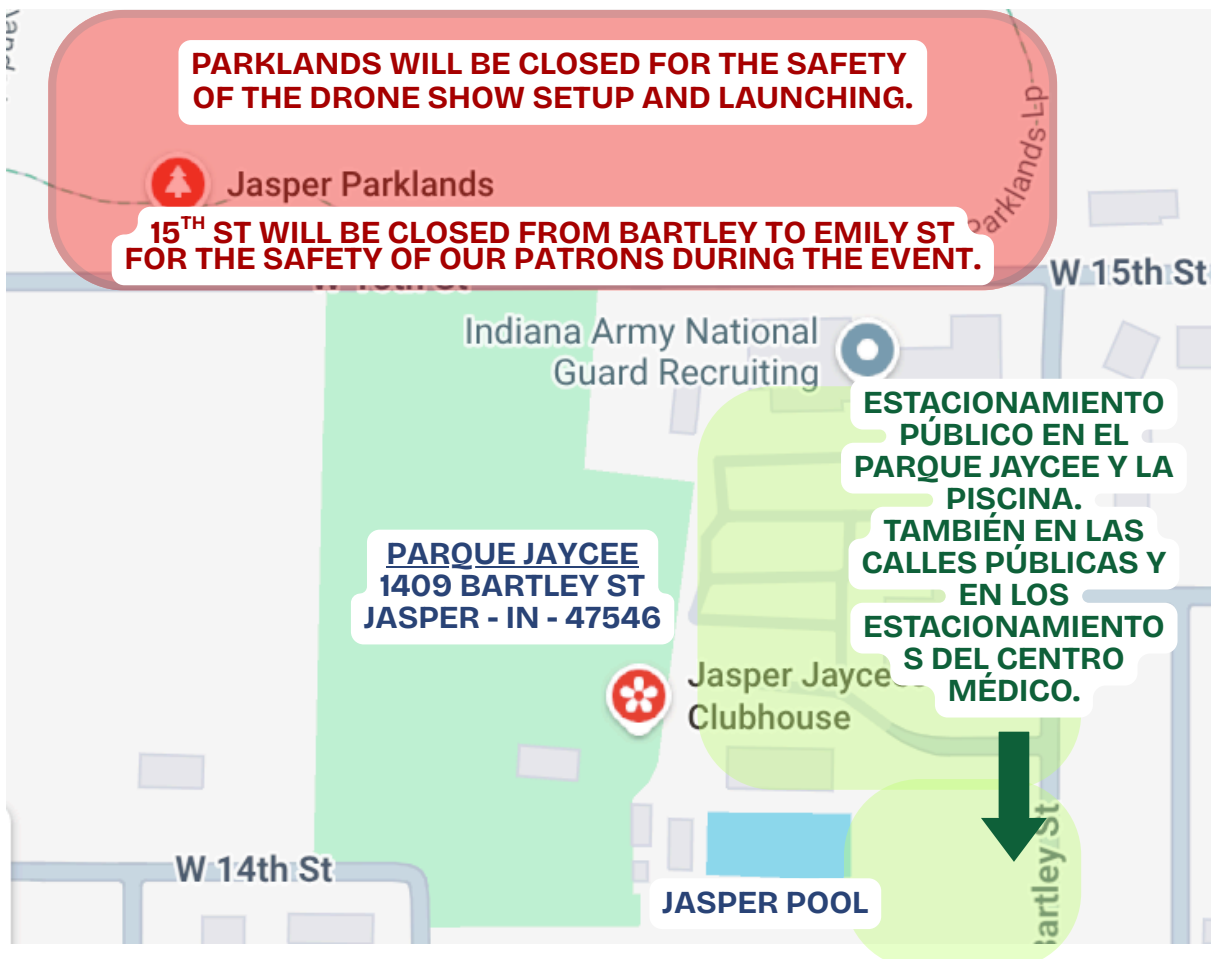 PARKLANDS WILL BE CLOSED FOR THE SAFETY
OF THE DRONE SHOW SETUP AND LAUNCHING.
Parklands Lp
Jasper Parklands
15TH ST WILL BE CLOSED FROM BARTLEY TO EMILY ST
FOR THE SAFETY OF OUR PATRONS DURING THE EVENT.
W 15th St
Indiana Army National
Guard Recruiting
ESTACIONAMIENTO
PÚBLICO EN EL
PARQUE JAYCEE Y LA
PISCINA.
TAMBIÉN EN LAS
CALLES PÚBLICAS Y
EN LOS
ESTACIONAMIENTO
S DEL CENTRO
MÉDICO.
PARQUE JAYCEE
1409 BARTLEY ST
JASPER - IN - 47546
Jasper Jaycees
Clubhouse
W 14th St
JASPER POOL
Bartley St